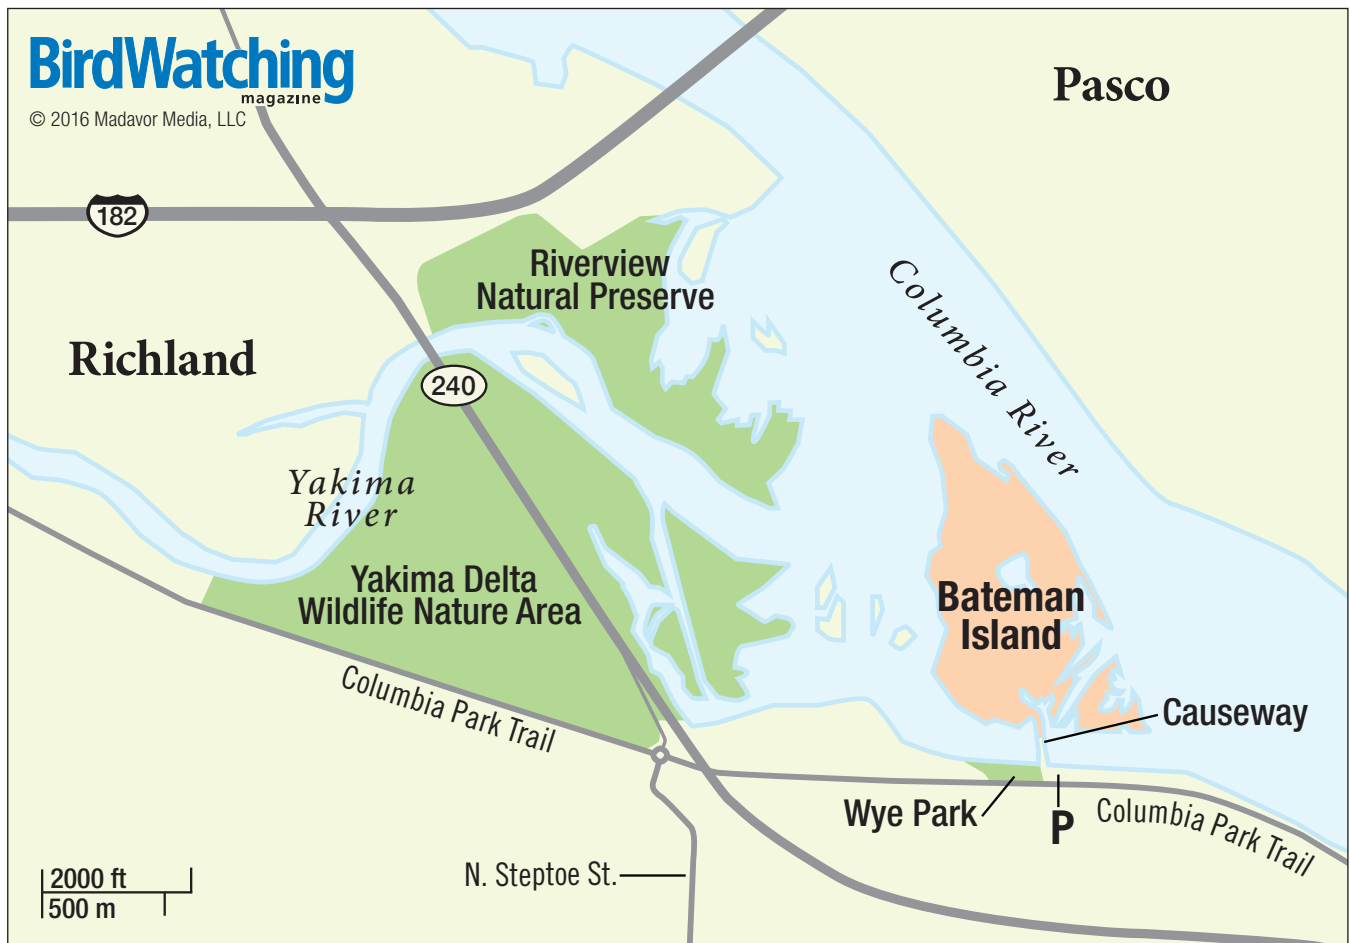 BirdWatching
magazine
© 2016 Madavor Media, LLC
Pasco
182
Riverview
Natural Preserve
Columbia River
Richland
240
Yakima
River
Yakima Delta
Wildlife Nature Area
Bateman
Island
Columbia Park Trail
Causeway
Wye Park
P
Columbia Park Trail
N. Steptoe St.
2000 ft
500 m